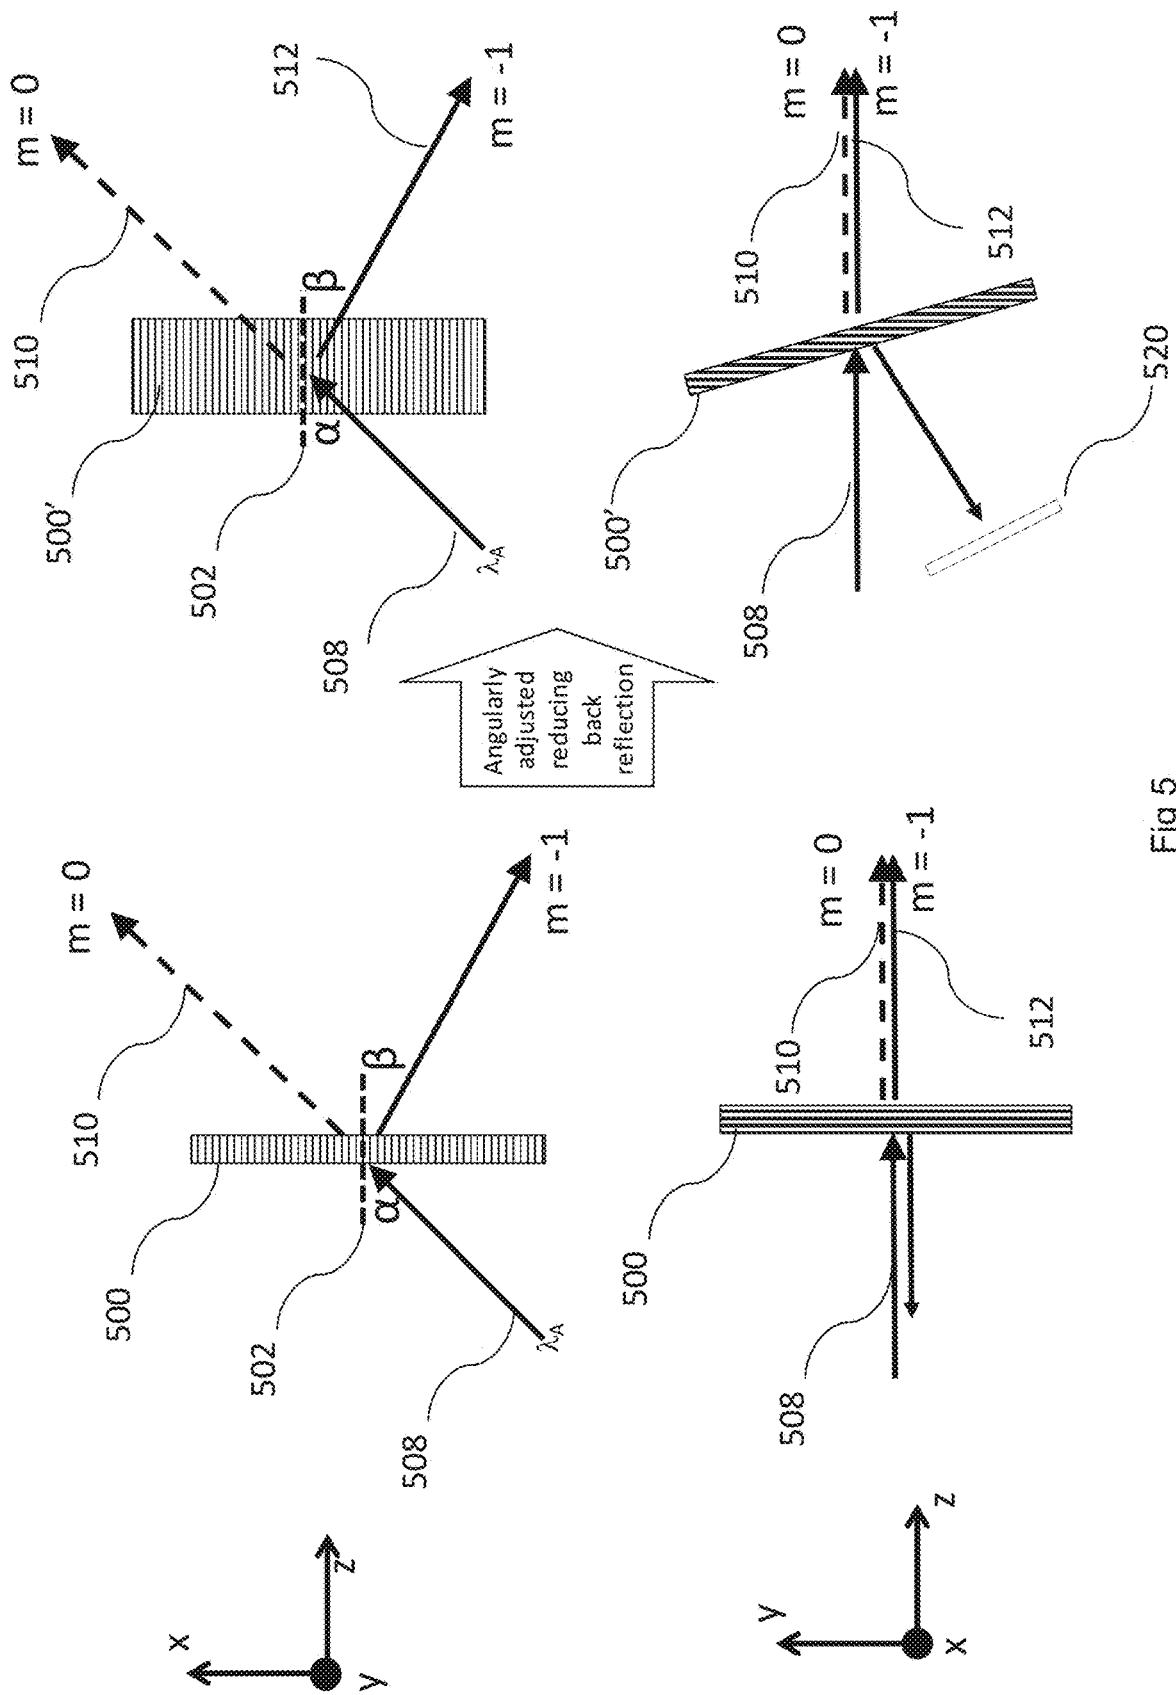 x
z
y
500
510
m = 0
502
α
β
508
λA
m = -1
Angularly
adjusted
reducing
back
reflection
500'
510
m = 0
502
α
β
508
λA
512
m = -1
y
z
x
500
508
510
m = 0
m = -1
512
500'
508
510
m = 0
m = -1
512
520
Fig 5